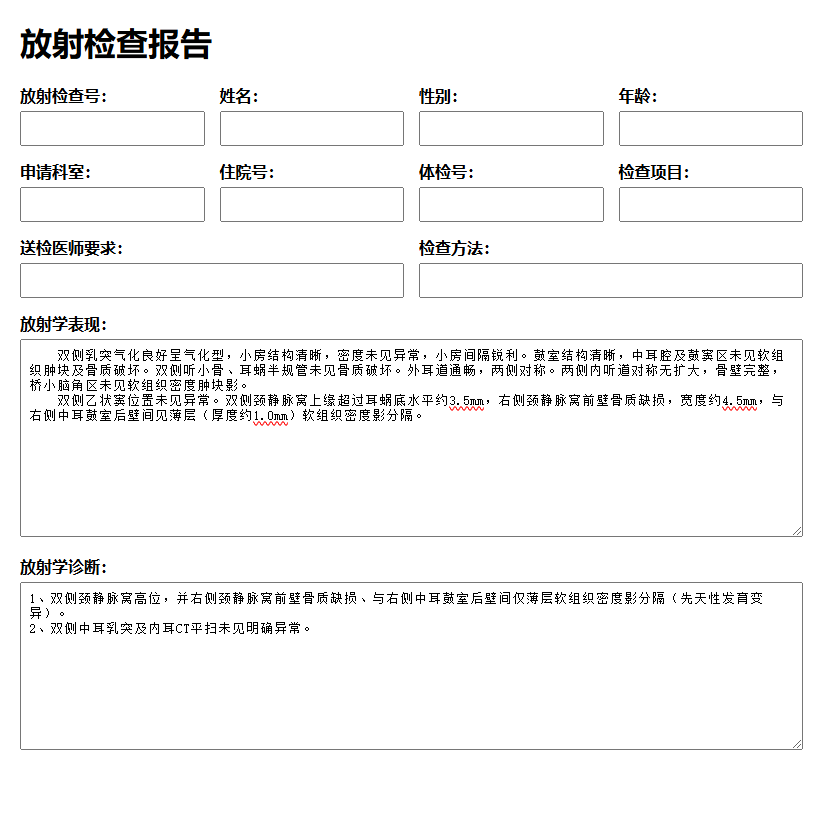 放射检查报告
放射检查号: 姓名: 性别: 年龄:
申请科室: 住院号: 体检号: 检查项目:
送检医师要求: 检查方法:
放射学表现:
双侧乳突气化良好呈气化型，小房结构清晰，密度未见异常，小房间隔锐利。鼓室结构清晰，中耳腔及鼓窦区未见软组
织肿块及骨质破坏。双侧听小骨、耳蜗半规管未见骨质破坏。外耳道通畅，两侧对称。两侧内听道对称无扩大，骨壁完整，
桥小脑角区未见软组织密度肿块影。
双侧乙状窦位置未见异常。双侧颈静脉窝上缘超过耳蜗底水平约3.5mm，右侧颈静脉窝前壁骨质缺损，宽度约4.5mm，与
右侧中耳鼓室后壁间见薄层（厚度约1.0mm）软组织密度影分隔。
放射学诊断:
1、双侧颈静脉窝高位，并右侧颈静脉窝前壁骨质缺损、与右侧中耳鼓室后壁间仅薄层软组织密度影分隔（先天性发育变
异）。
2、双侧中耳乳突及内耳CT平扫未见明确异常。